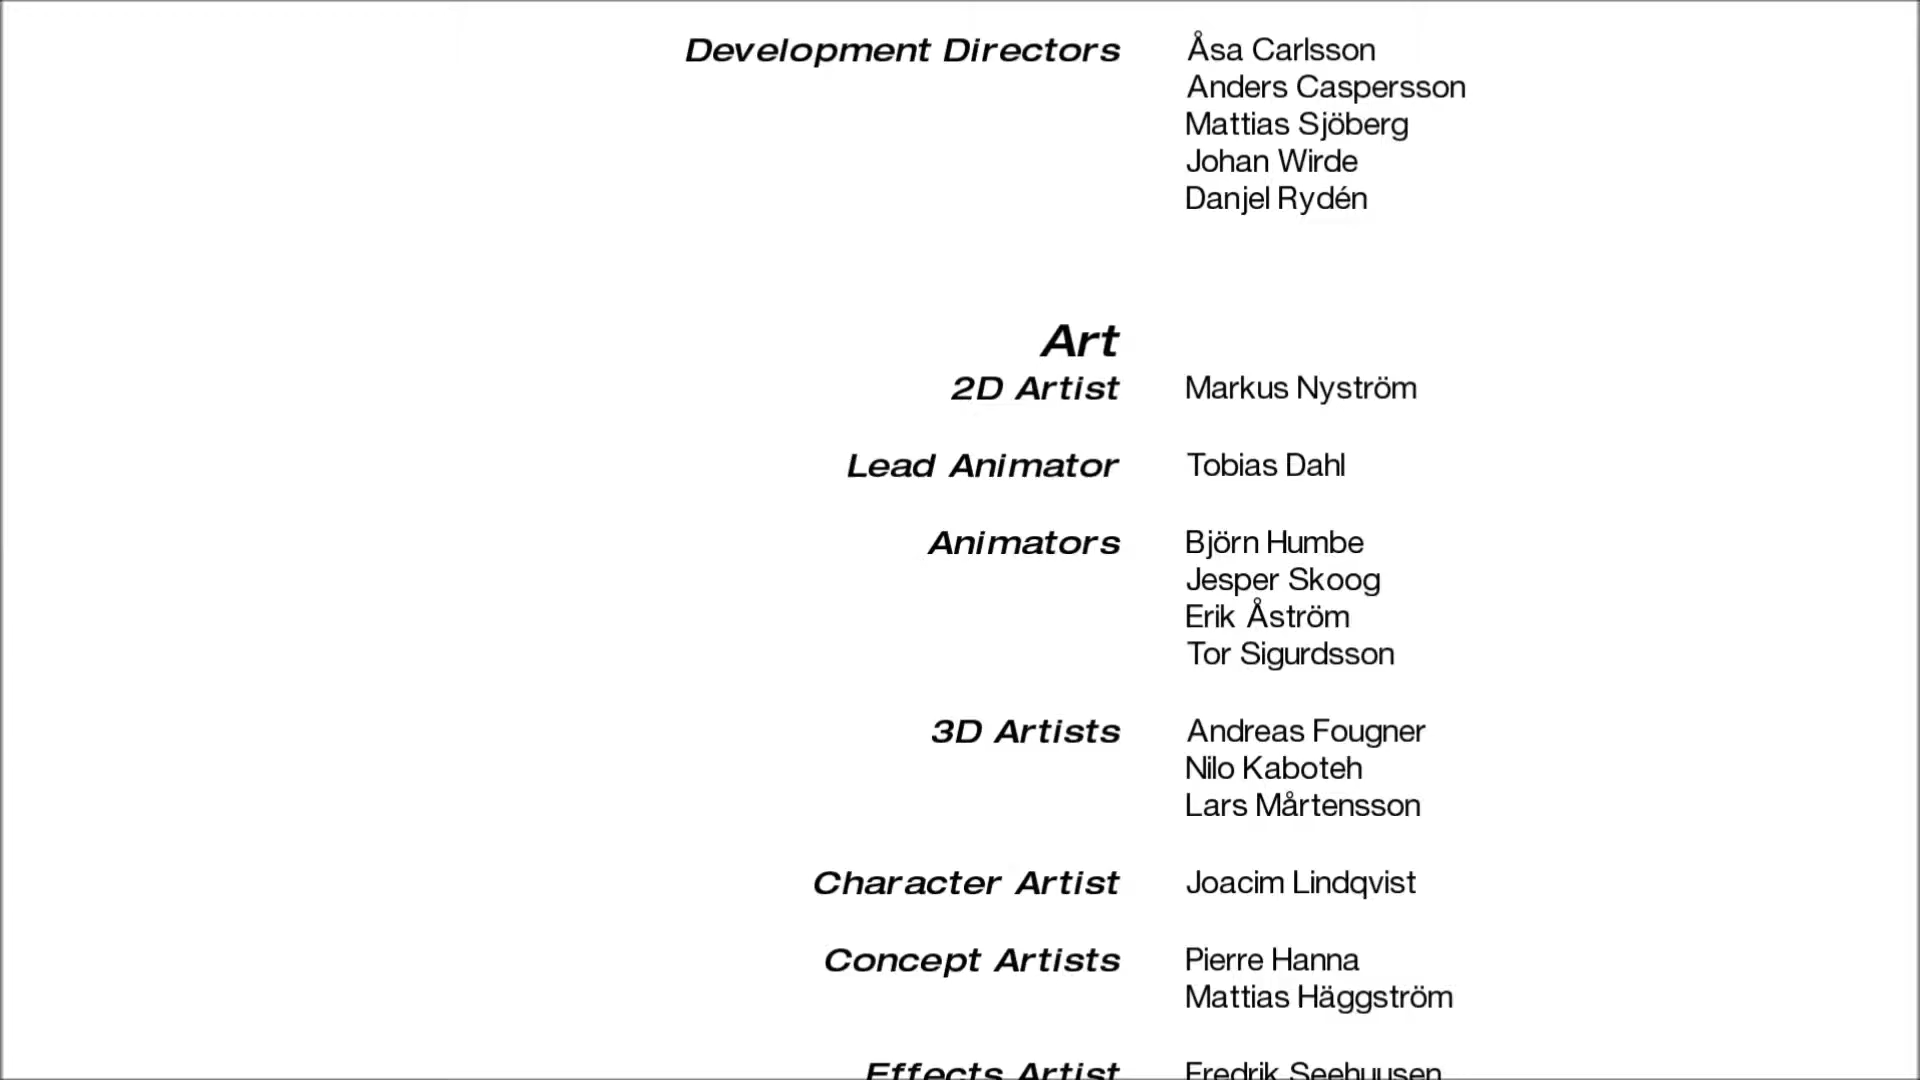 Development Directors Åsa Carlsson
Anders Caspersson
Mattias Sjöberg
Johan Wirde
Danjel Rydén
Art
2D Artist Markus Nyström
Lead Animator Tobias Dahl
Animators Björn Humbe
Jesper Skoog
Erik Åström
Tor Sigurdsson
3D Artists Andreas Fougner
Nilo Kaboteh
Lars Mårtensson
Character Artist Joacim Lindqvist
Concept Artists Pierre Hanna
Mattias Häggström
Effects Artist Fredrik Seehuusen